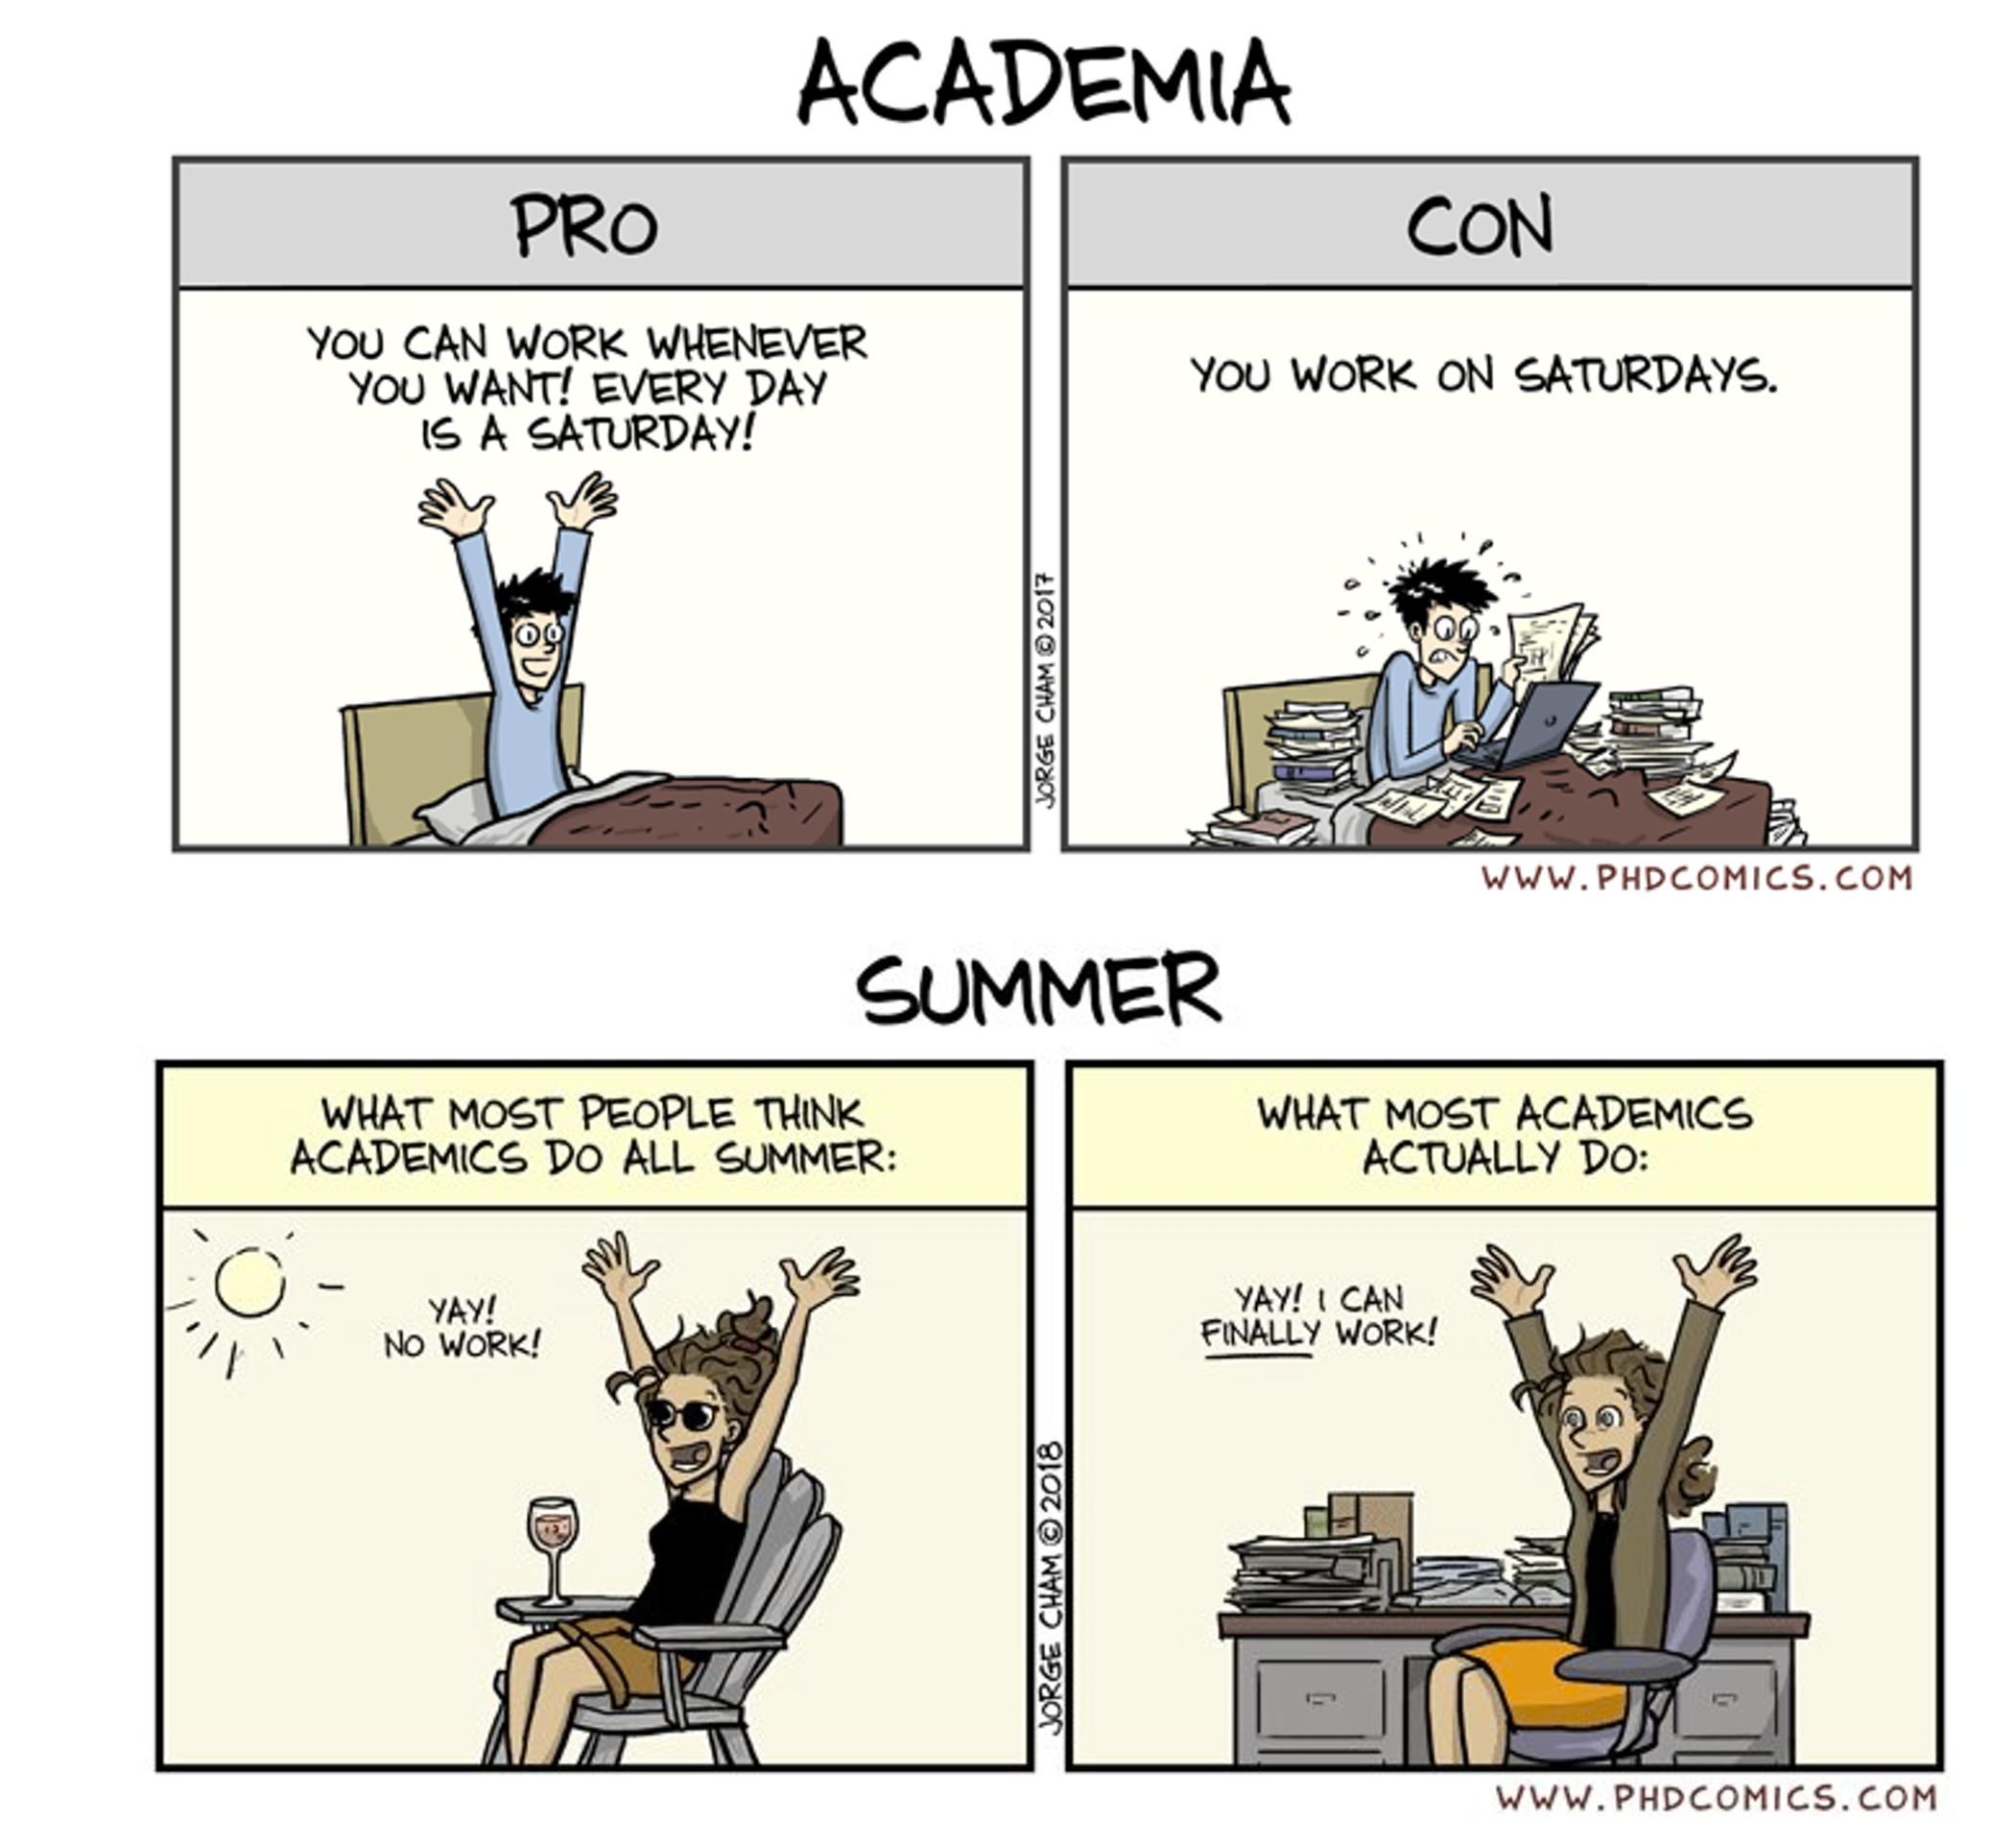 ACADEMIA
PRO
YOU CAN WORK WHENEVER
YOU WANT! EVERY DAY
IS A SATURDAY!
JORGE CHAM © 2017
CON
YOU WORK ON SATURDAYS.
WWW.PHDCOMICS.COM
SUMMER
WHAT MOST PEOPLE THINK
ACADEMICS DO ALL SUMMER:
YAY!
NO WORK!
JORGE CHAM © 2018
WHAT MOST ACADEMICS
ACTUALLY DO:
YAY! I CAN
FINALLY WORK!
WWW.PHDCOMICS.COM